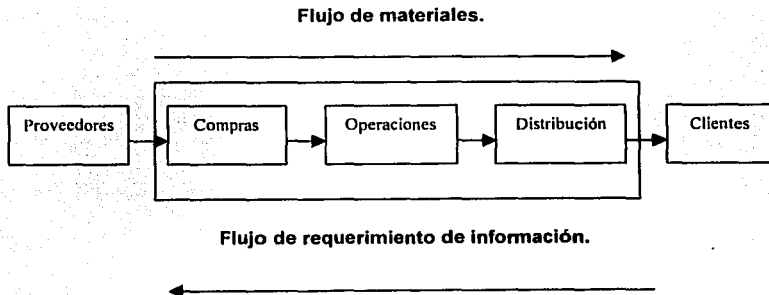 Flujo de materiales.
Proveedores
Compras
Operaciones
Distribución
Clientes
Flujo de requerimiento de información.